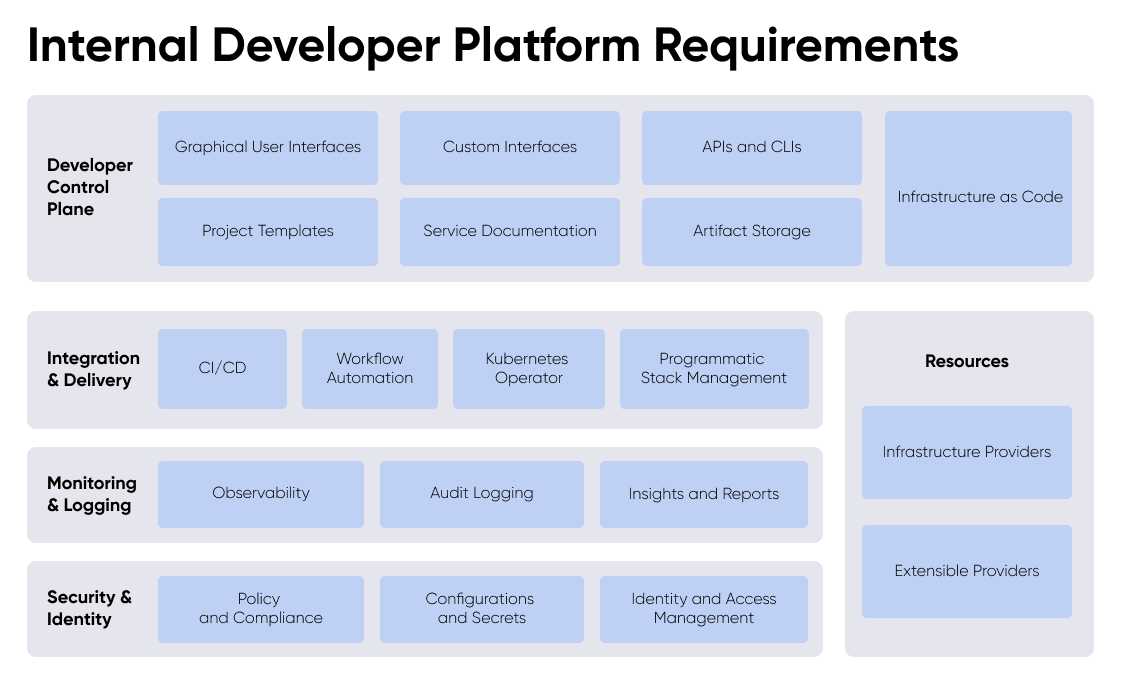 Internal Developer Platform Requirements
Developer
Control
Plane
Graphical User Interfaces
Custom Interfaces
APIs and CLIs
Infrastructure as Code
Project Templates
Service Documentation
Artifact Storage
Integration
& Delivery
CI/CD
Workflow
Automation
Kubernetes
Operator
Programmatic
Stack Management
Monitoring
& Logging
Observability
Audit Logging
Insights and Reports
Security &
Identity
Policy
and Compliance
Configurations
and Secrets
Identity and Access
Management
Resources
Infrastructure Providers
Extensible Providers